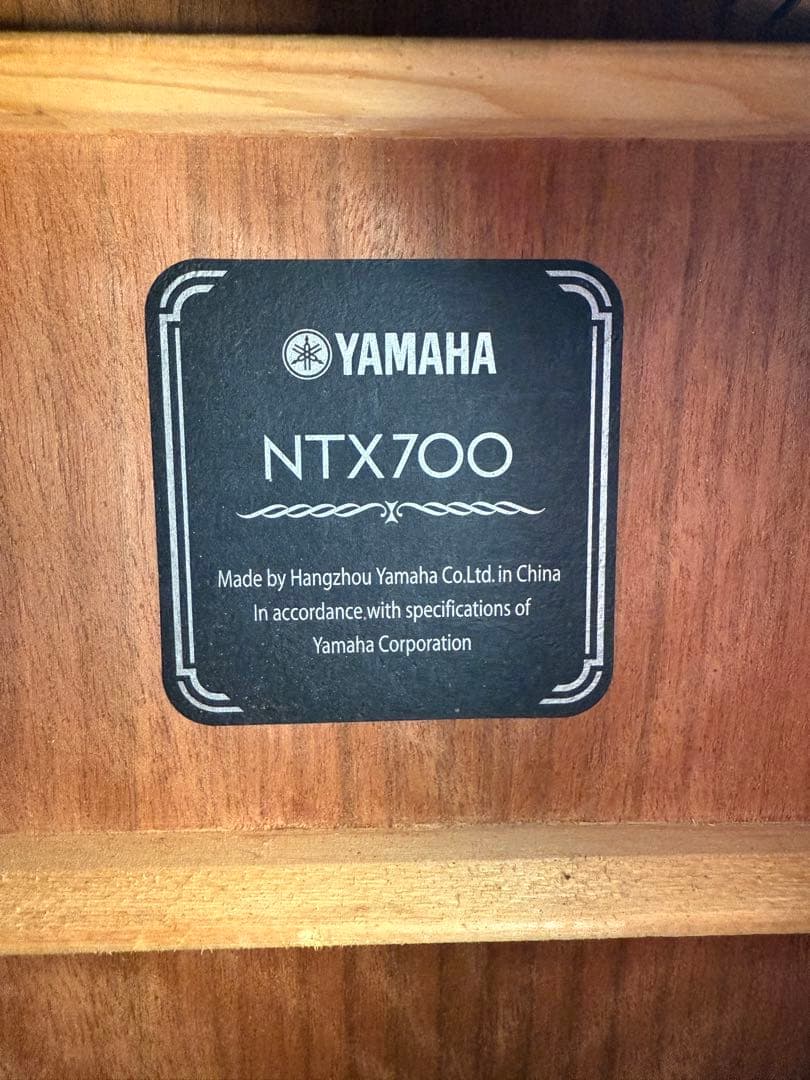 YAMAHA
NTX700
Made by Hangzhou Yamaha Co.Ltd. in China
In accordance with specifications of
Yamaha Corporation